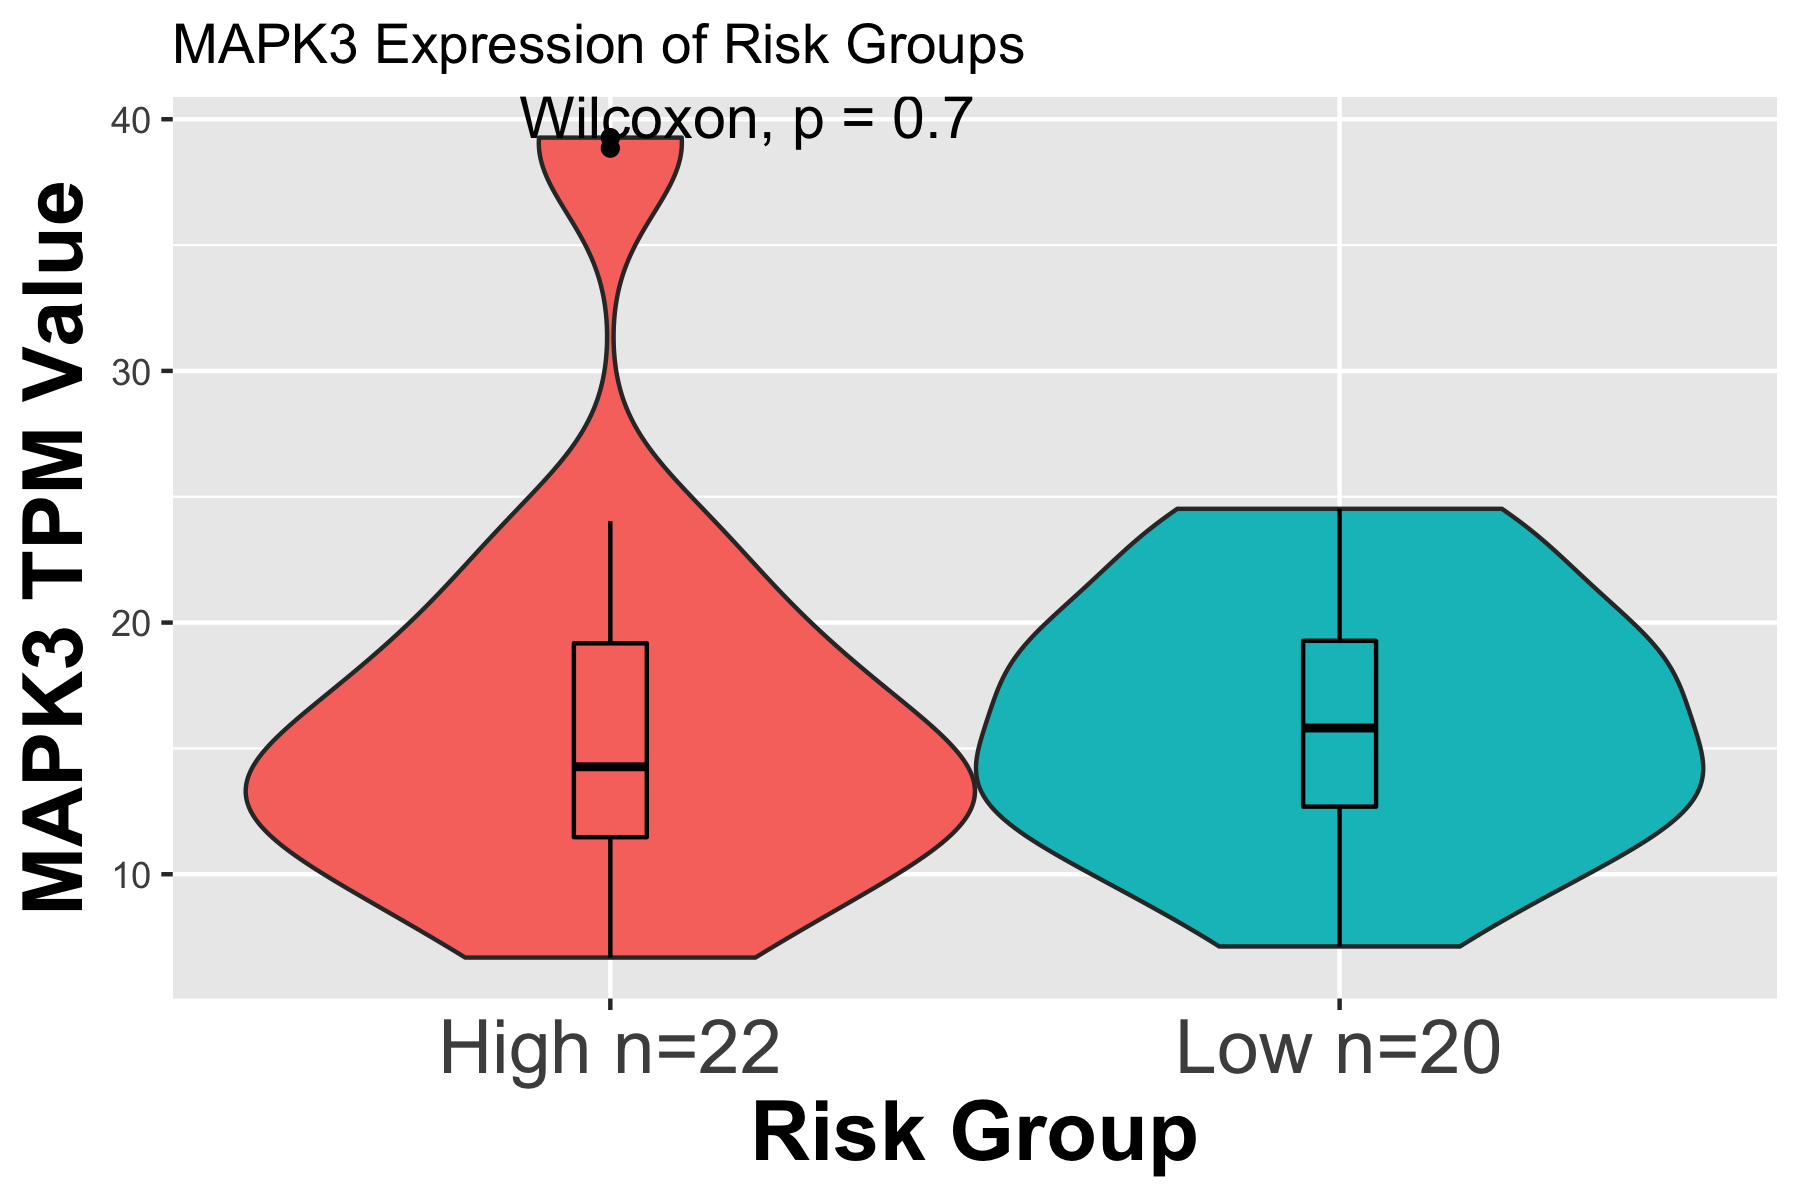 MAPK3 Expression of Risk Groups
Wilcoxon, p = 0.7
MAPK3 TPM Value
40
30
20
10
High n=22
Low n=20
Risk Group